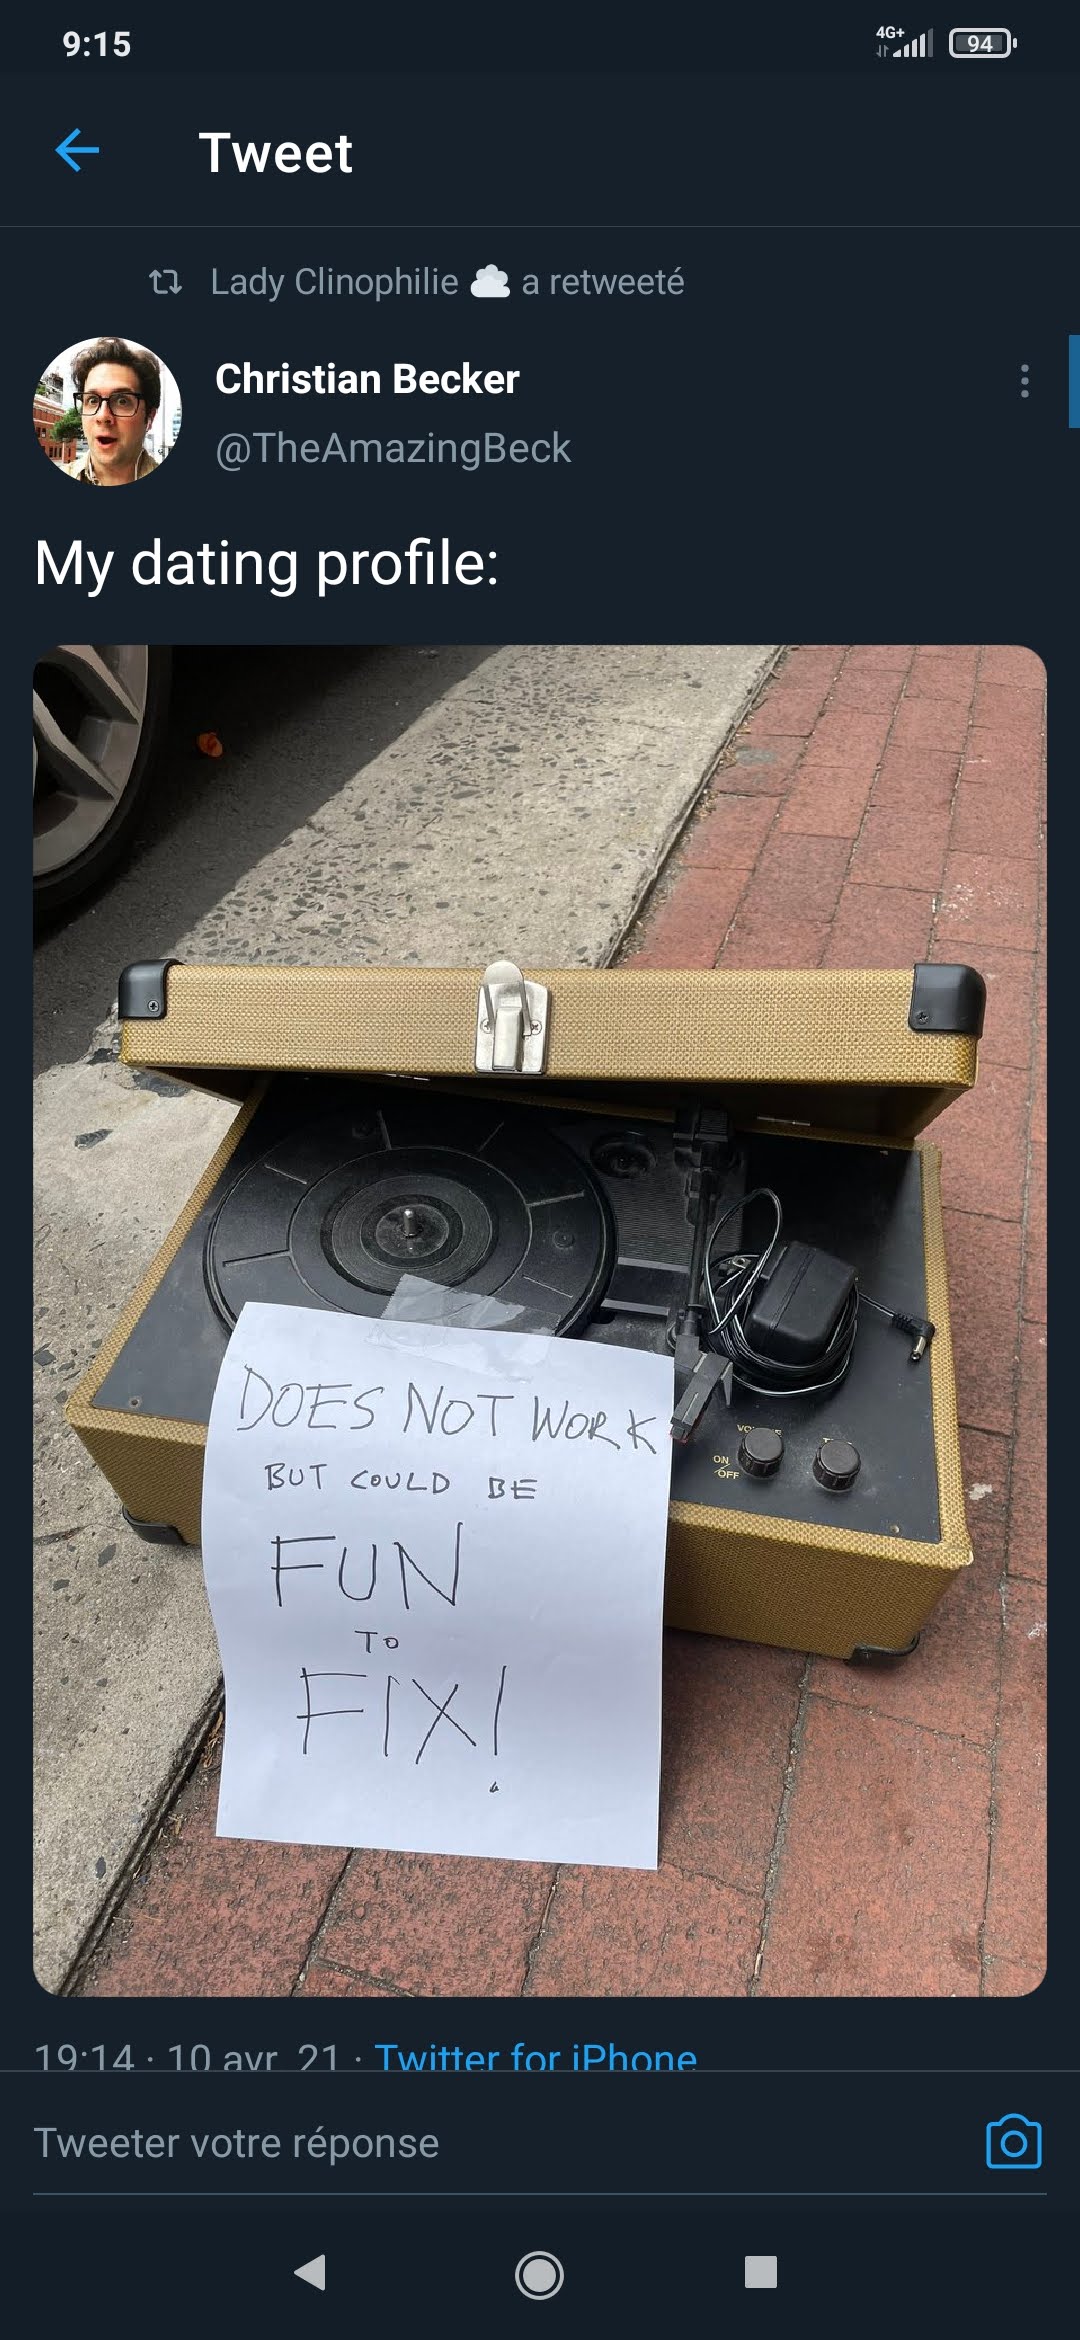 9:15
4G+
94
Tweet
Lady Clinophilie a retweeté
Christian Becker
@TheAmazingBeck
My dating profile:
DOES NOT WORK
BUT COULD BE
FUN
TO
FIX!
ON
OFF
19:14 · 10 avr. 21 · Twitter for iPhone
Tweeter votre réponse